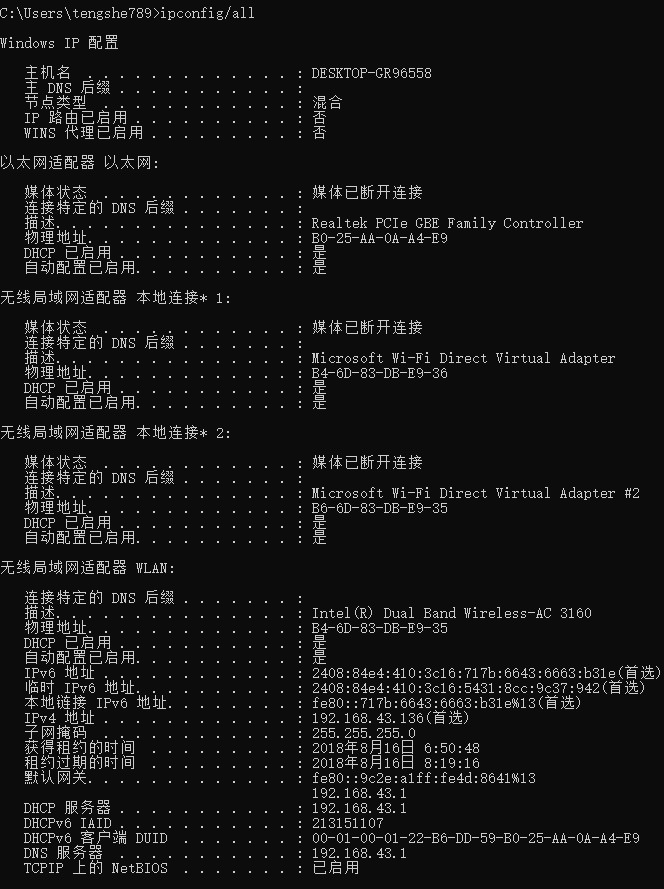 C:\Users\tengshe789>ipconfig/all
Windows IP 配置
主机名 . . . . . . . . . . . . . : DESKTOP-GR96558
主 DNS 后缀 . . . . . . . . . . . :
节点类型 . . . . . . . . . . . . : 混合
IP 路由已启用 . . . . . . . . . . : 否
WINS 代理已启用 . . . . . . . . . : 否
以太网适配器 以太网:
媒体状态 . . . . . . . . . . . . : 媒体已断开连接
连接特定的 DNS 后缀 . . . . . . . :
描述. . . . . . . . . . . . . . . : Realtek PCIe GBE Family Controller
物理地址. . . . . . . . . . . . . : B0-25-AA-0A-A4-E9
DHCP 已启用 . . . . . . . . . . . : 是
自动配置已启用. . . . . . . . . . : 是
无线局域网适配器 本地连接* 1:
媒体状态 . . . . . . . . . . . . : 媒体已断开连接
连接特定的 DNS 后缀 . . . . . . . :
描述. . . . . . . . . . . . . . . : Microsoft Wi-Fi Direct Virtual Adapter
物理地址. . . . . . . . . . . . . : B4-6D-83-DB-E9-36
DHCP 已启用 . . . . . . . . . . . : 是
自动配置已启用. . . . . . . . . . : 是
无线局域网适配器 本地连接* 2:
媒体状态 . . . . . . . . . . . . : 媒体已断开连接
连接特定的 DNS 后缀 . . . . . . . :
描述. . . . . . . . . . . . . . . : Microsoft Wi-Fi Direct Virtual Adapter #2
物理地址. . . . . . . . . . . . . : B6-6D-83-DB-E9-35
DHCP 已启用 . . . . . . . . . . . : 是
自动配置已启用. . . . . . . . . . : 是
无线局域网适配器 WLAN:
连接特定的 DNS 后缀 . . . . . . . :
描述. . . . . . . . . . . . . . . : Intel(R) Dual Band Wireless-AC 3160
物理地址. . . . . . . . . . . . . : B4-6D-83-DB-E9-35
DHCP 已启用 . . . . . . . . . . . : 是
自动配置已启用. . . . . . . . . . : 是
IPv6 地址 . . . . . . . . . . . . : 2408:84e4:410:3c16:717b:6643:6663:b31e(首选)
临时 IPv6 地址. . . . . . . . . . : 2408:84e4:410:3c16:5431:8cc:9c37:942(首选)
本地链接 IPv6 地址. . . . . . . . : fe80::717b:6643:6663:b31e%13(首选)
IPv4 地址 . . . . . . . . . . . . : 192.168.43.136(首选)
子网掩码 . . . . . . . . . . . . : 255.255.255.0
获得租约的时间 . . . . . . . . . : 2018年8月16日 6:50:48
租约过期的时间 . . . . . . . . . : 2018年8月16日 8:19:16
默认网关. . . . . . . . . . . . . : fe80::9c2e:a1ff:fe4d:8641%13
192.168.43.1
DHCP 服务器 . . . . . . . . . . . : 192.168.43.1
DHCPv6 IAID . . . . . . . . . . . : 213151107
DHCPv6 客户端 DUID . . . . . . . : 00-01-00-01-22-B6-DD-59-B0-25-AA-0A-A4-E9
DNS 服务器 . . . . . . . . . . . : 192.168.43.1
TCPIP 上的 NetBIOS . . . . . . . : 已启用